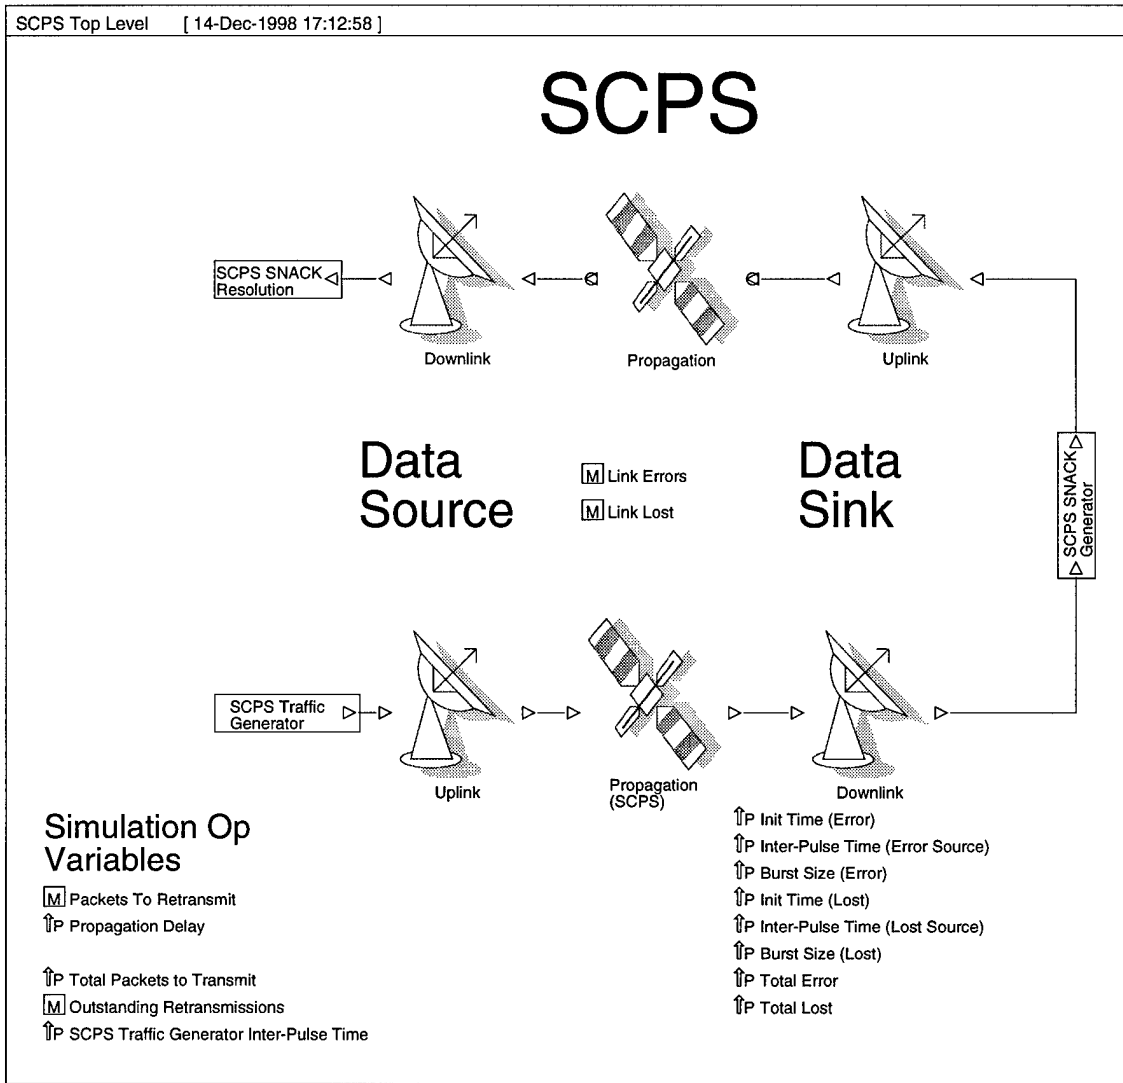 SCPS Top Level [ 14-Dec-1998 17:12:58 ]
SCPS
SCPS SNACK
Resolution
Downlink
Propagation
Uplink
Data
Source
M Link Errors
M Link Lost
Data
Sink
SCPS SNACK
Generator
SCPS Traffic
Generator
Uplink
Propagation
(SCPS)
Downlink
Simulation Op
Variables
M Packets To Retransmit
⇑P Propagation Delay
⇑P Total Packets to Transmit
M Outstanding Retransmissions
⇑P SCPS Traffic Generator Inter-Pulse Time
⇑P Init Time (Error)
⇑P Inter-Pulse Time (Error Source)
⇑P Burst Size (Error)
⇑P Init Time (Lost)
⇑P Inter-Pulse Time (Lost Source)
⇑P Burst Size (Lost)
⇑P Total Error
⇑P Total Lost